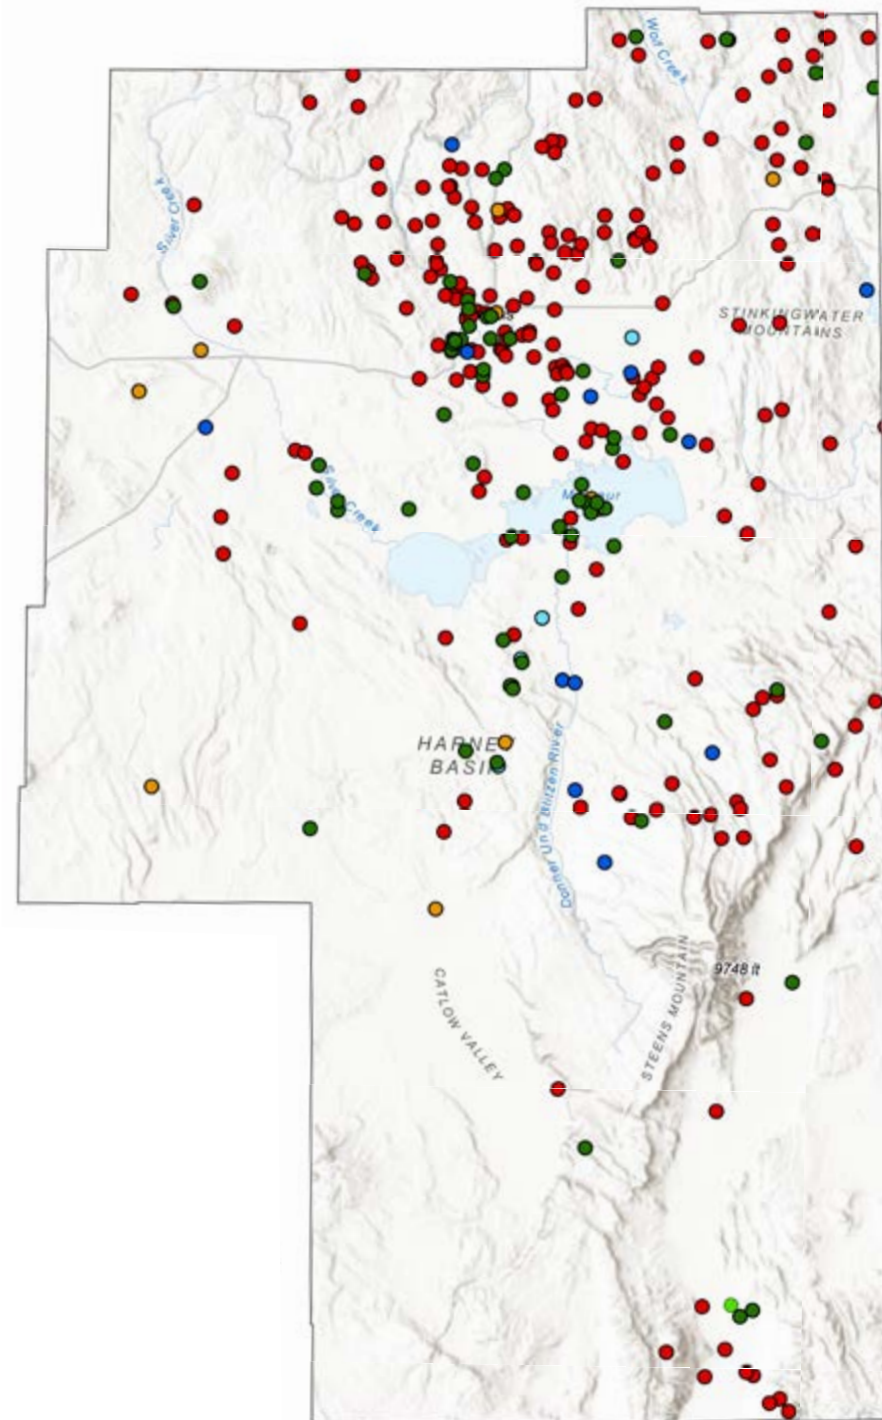 Wolf Creek
Silver Creek
STINKINGWATER
MOUNTAINS
Silver Creek
HARNEY
BASIN
Donner Und Blitzen River
9748 ft
CATLOW VALLEY
STEENS MOUNTAIN